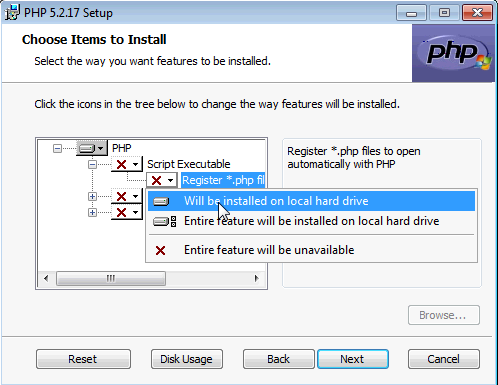 PHP 5.2.17 Setup
Choose Items to Install
Select the way you want features to be installed.
php
Click the icons in the tree below to change the way features will be installed.
PHP
Script Executable
Register *.php fil
Register *.php files to open
automatically with PHP
Will be installed on local hard drive
Entire feature will be installed on local hard drive
Entire feature will be unavailable
Browse...
Reset
Disk Usage
Back
Next
Cancel